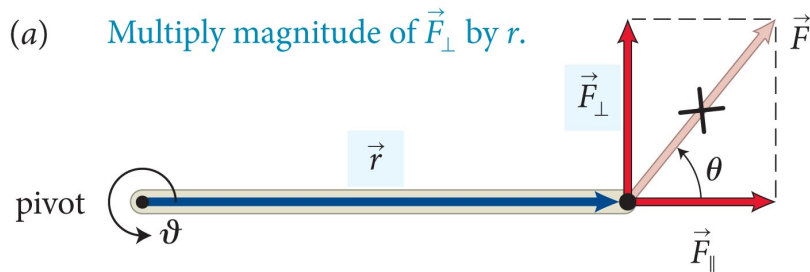 (a) Multiply magnitude of F⃗⊥ by r.
F⃗
F⃗⊥
r⃗
θ
pivot
ϑ
F⃗∥